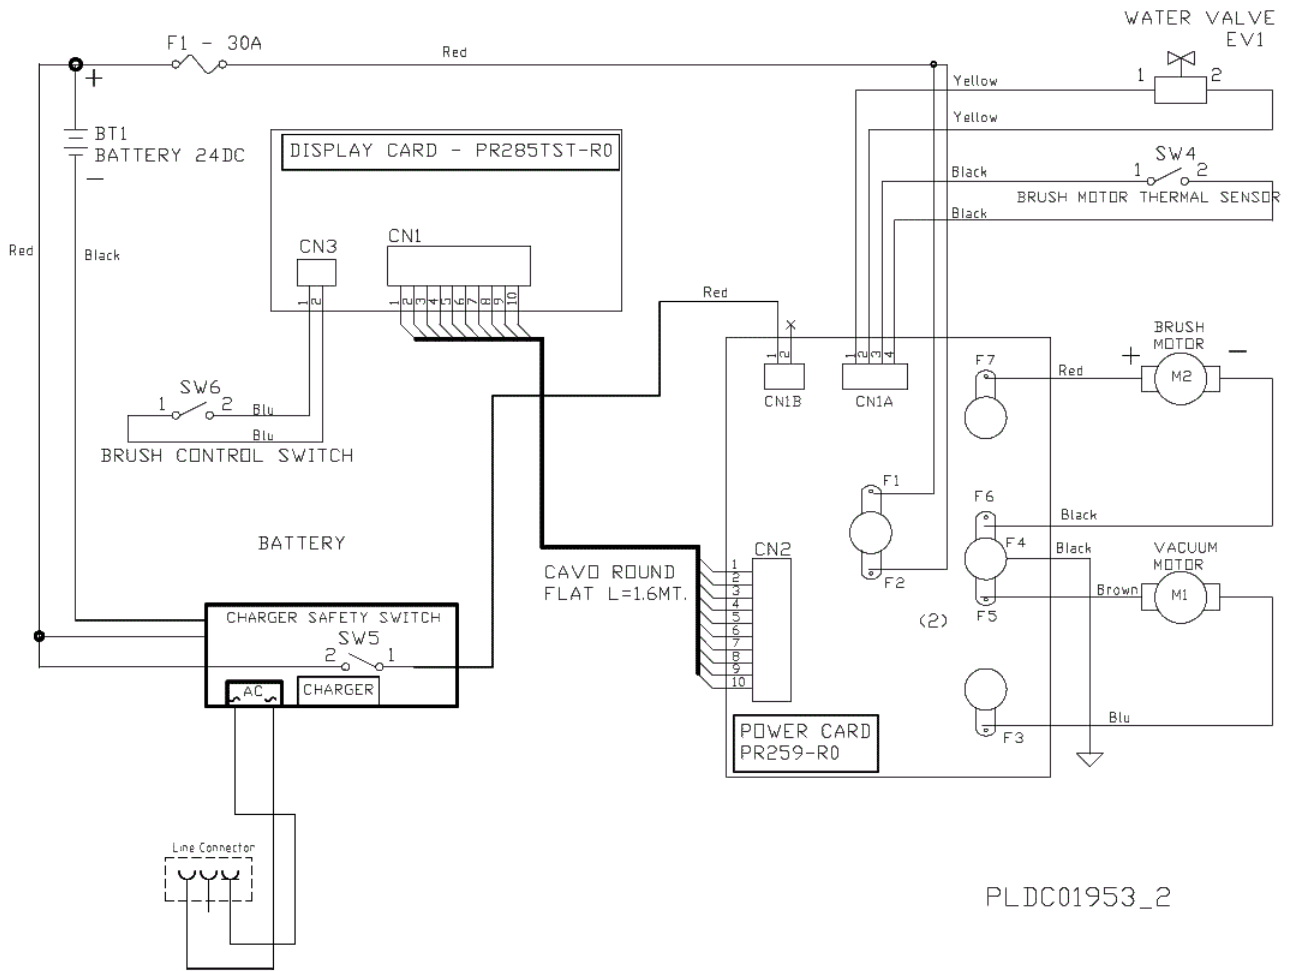 WATER VALVE
EV1
F1 - 30A
Red
1
2
Yellow
+
BT1
BATTERY 24DC
Yellow
DISPLAY CARD - PR285TST-R0
SW4
1
2
Black
BRUSH MOTOR THERMAL SENSOR
Black
Red
Black
CN3
CN1
1 2
1 2 3 4 5 6 7 8 9 10
Red
1 2
1 2 3 4
CN1B
CN1A
BRUSH
MOTOR
F7
Red
+
M2
SW6
1
2
Blu
Blu
BRUSH CONTROL SWITCH
F1
F6
Black
BATTERY
CN2
F4
Black
VACUUM
MOTOR
CAVO ROUND
FLAT L=1.6MT.
1
2
3
4
5
6
7
8
9
10
F2
Brown
M1
F5
(2)
CHARGER SAFETY SWITCH
SW5
2
1
AC
CHARGER
POWER CARD
PR259-R0
Blu
F3
Line Connector
PLDC01953_2